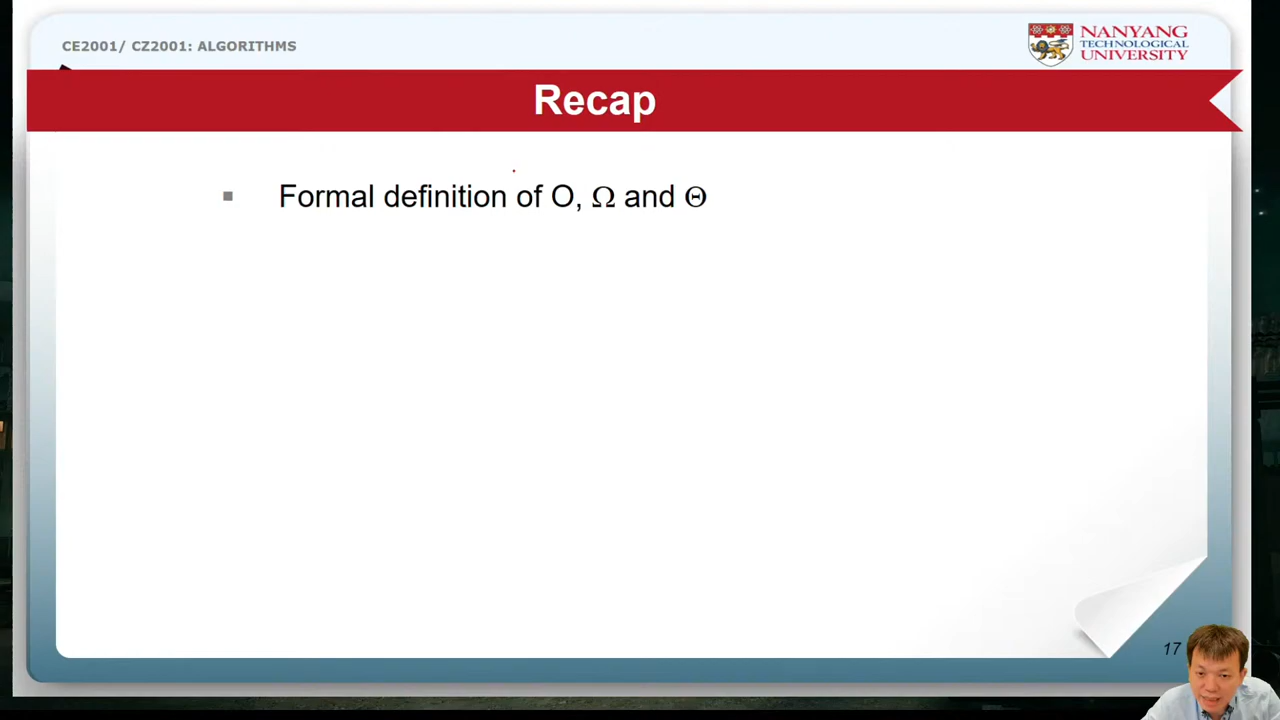 CE2001/ CZ2001: ALGORITHMS
NANYANG
TECHNOLOGICAL
UNIVERSITY
Recap
▪ Formal definition of O, Ω and Θ
17